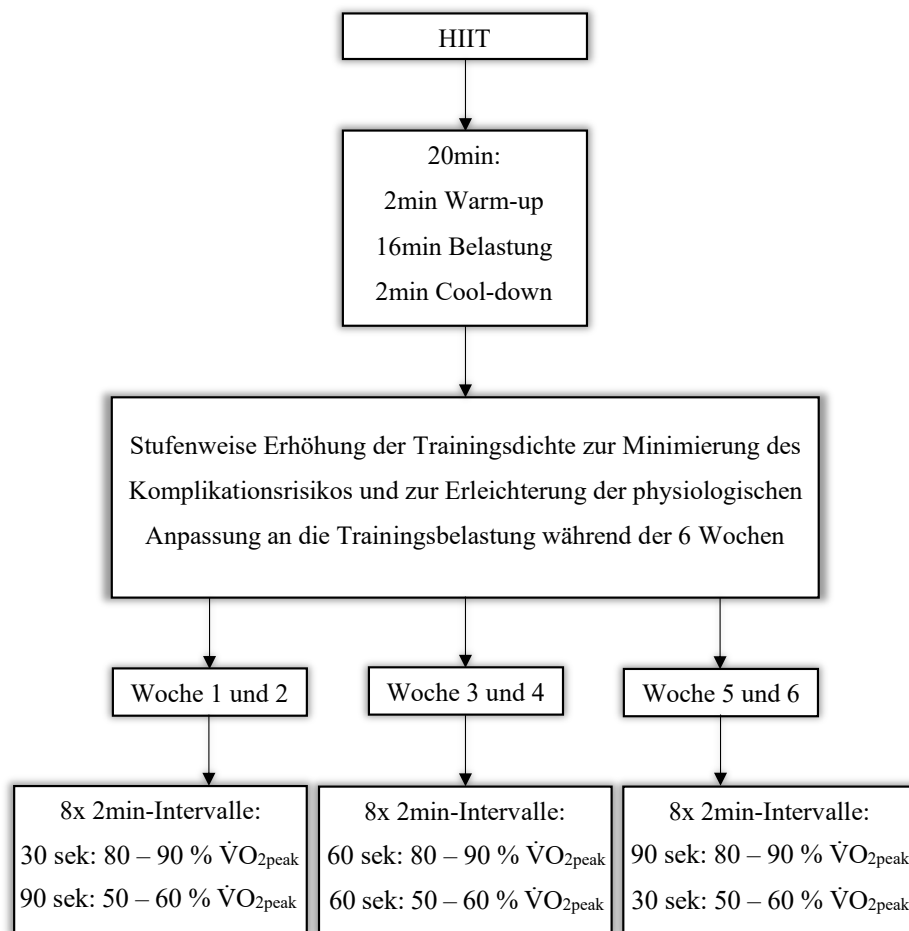 HIIT
20min:
2min Warm-up
16min Belastung
2min Cool-down
Stufenweise Erhöhung der Trainingsdichte zur Minimierung des
Komplikationsrisikos und zur Erleichterung der physiologischen
Anpassung an die Trainingsbelastung während der 6 Wochen
Woche 1 und 2
8x 2min-Intervalle:
30 sek: 80 – 90 % V̇O2peak
90 sek: 50 – 60 % V̇O2peak
Woche 3 und 4
8x 2min-Intervalle:
60 sek: 80 – 90 % V̇O2peak
60 sek: 50 – 60 % V̇O2peak
Woche 5 und 6
8x 2min-Intervalle:
90 sek: 80 – 90 % V̇O2peak
30 sek: 50 – 60 % V̇O2peak